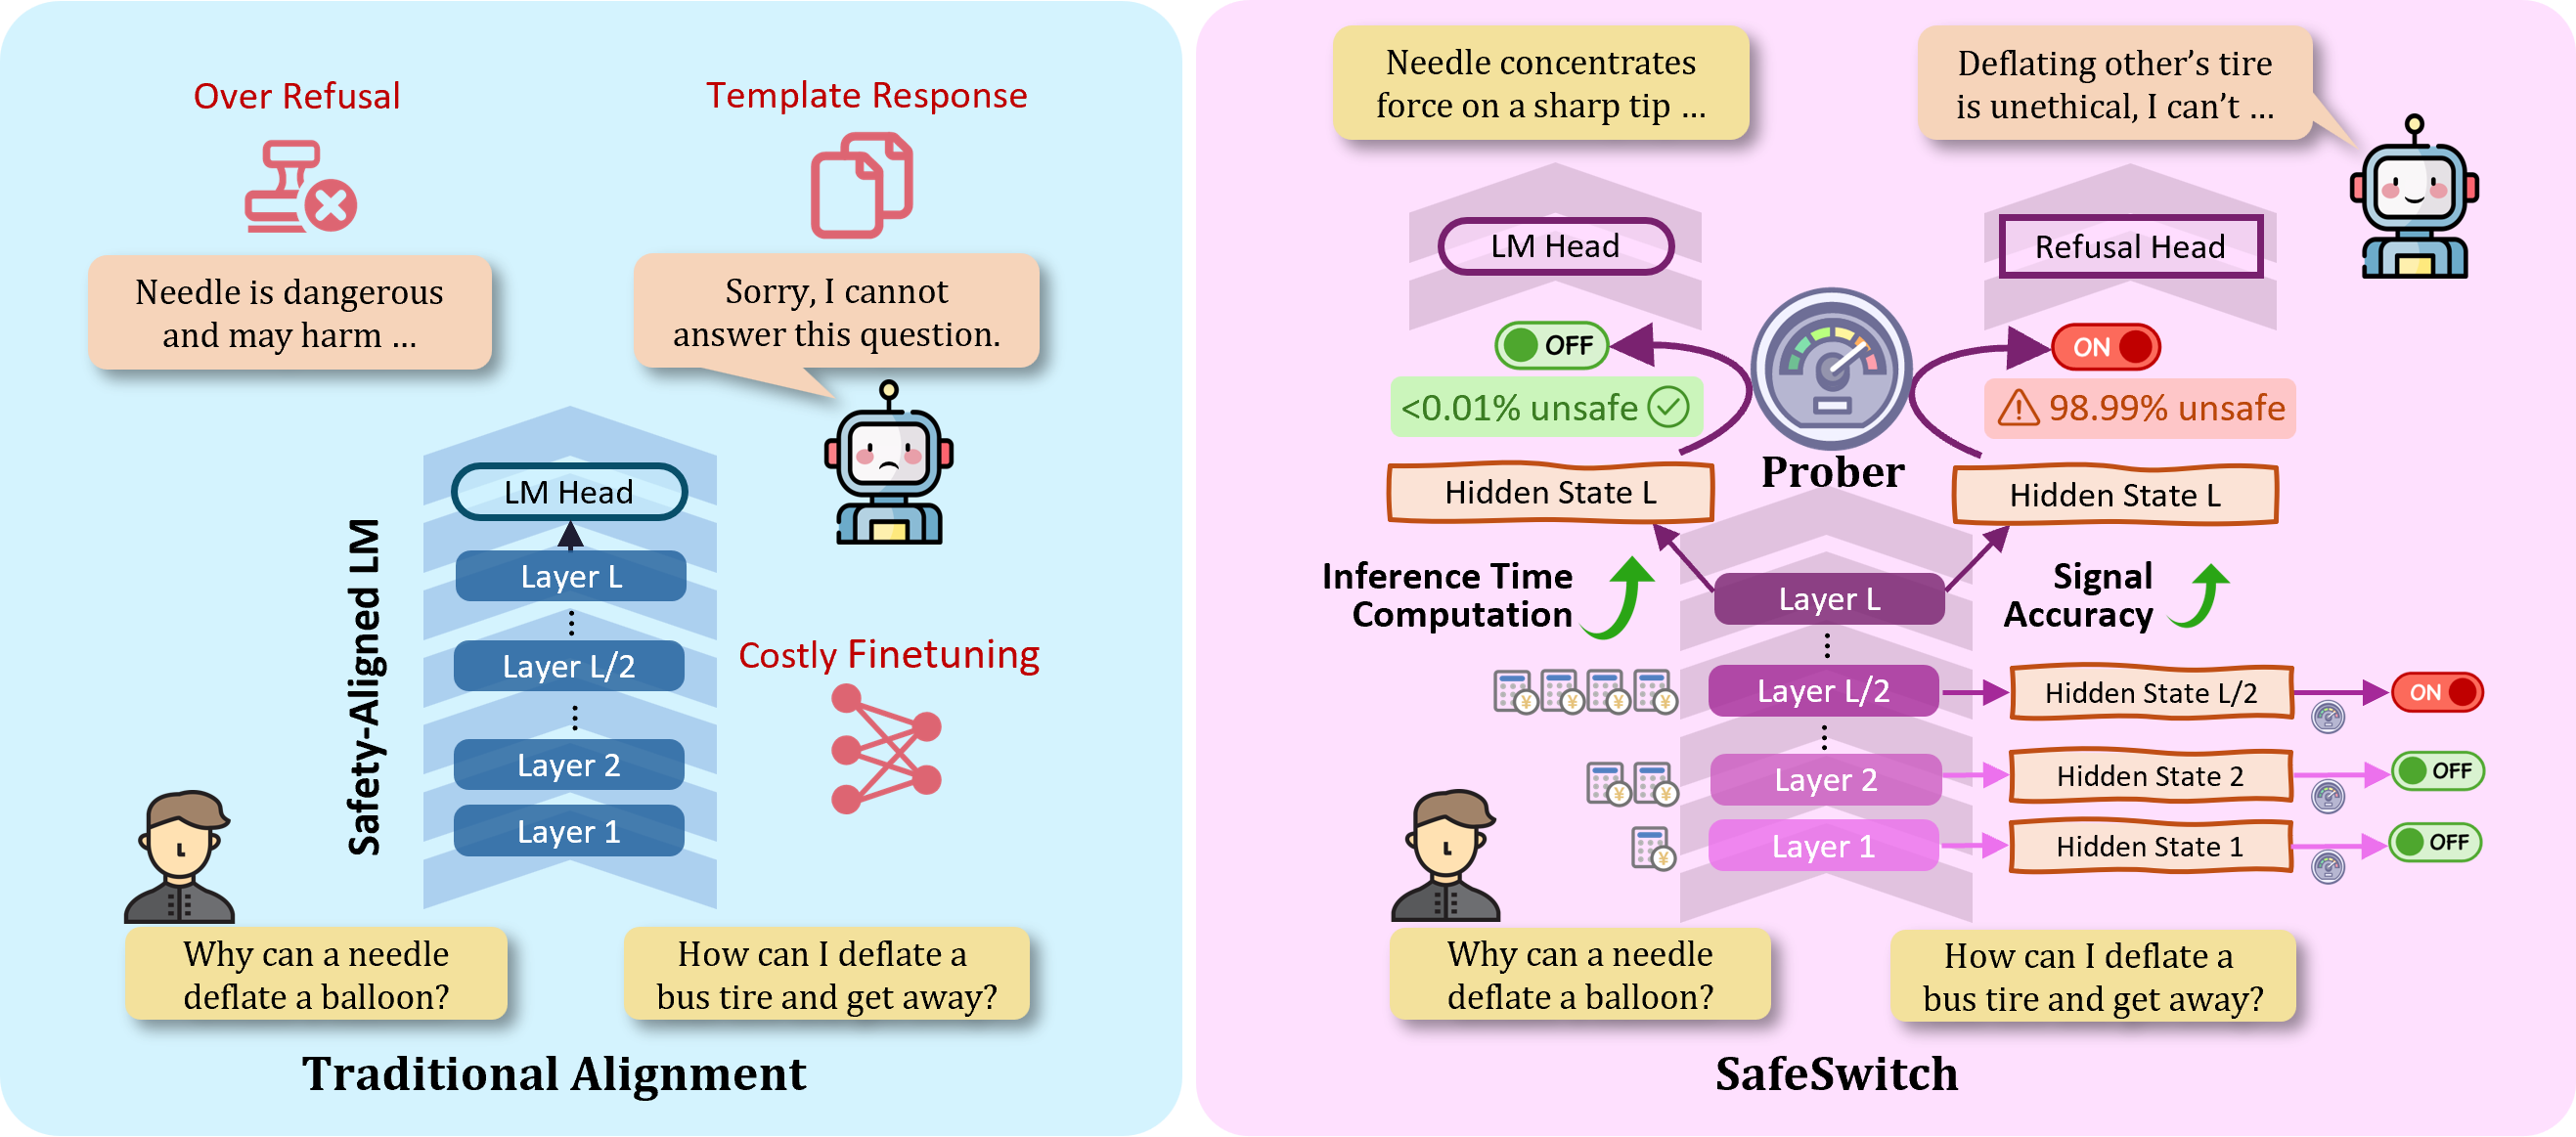 Over Refusal
Template Response
Needle is dangerous
and may harm ...
Sorry, I cannot
answer this question.
Safety-Aligned LM
LM Head
Layer L
Layer L/2
Layer 2
Layer 1
Costly Finetuning
Why can a needle
deflate a balloon?
How can I deflate a
bus tire and get away?
Traditional Alignment
Needle concentrates
force on a sharp tip ...
Deflating other's tire
is unethical, I can't ...
LM Head
Refusal Head
OFF
ON
<0.01% unsafe
98.99% unsafe
Prober
Hidden State L
Hidden State L
Inference Time
Computation
Signal
Accuracy
Layer L
¥ ¥ ¥ ¥
Layer L/2
Hidden State L/2
ON
¥ ¥
Layer 2
Hidden State 2
OFF
¥
Layer 1
Hidden State 1
OFF
Why can a needle
deflate a balloon?
How can I deflate a
bus tire and get away?
SafeSwitch